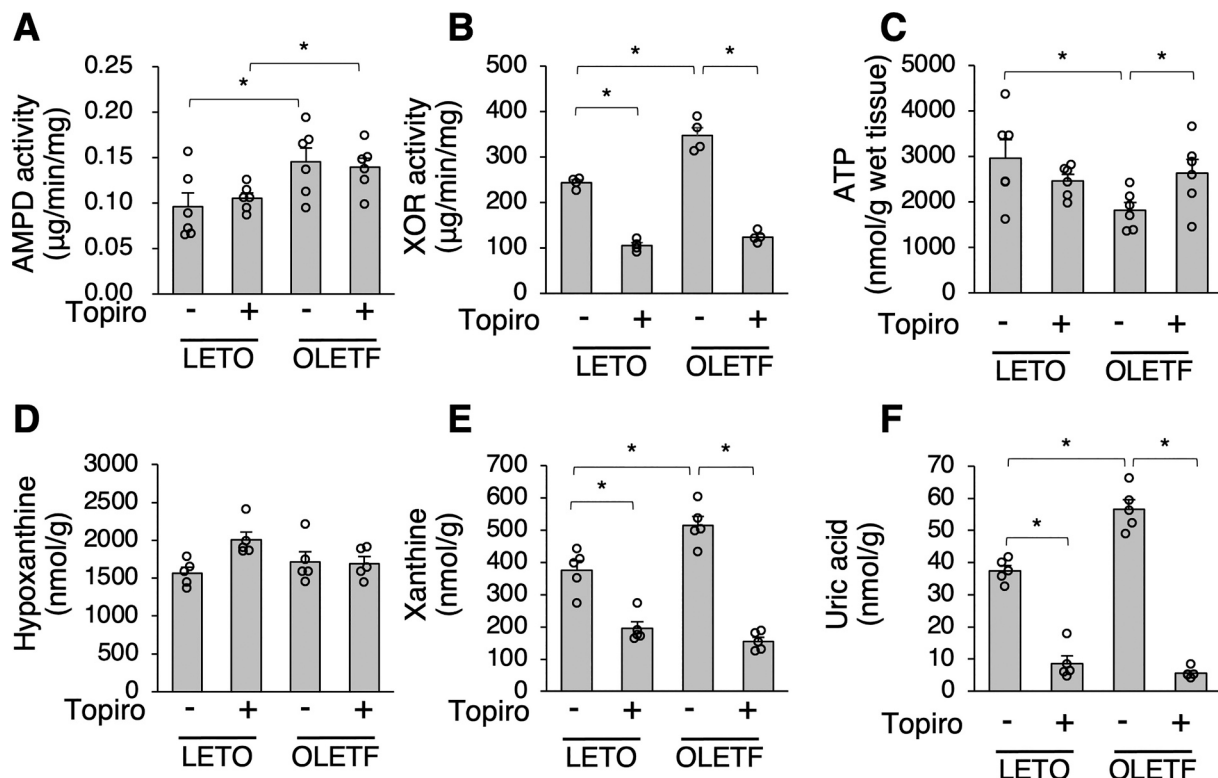 A
AMPD activity
(µg/min/mg)
0.25
0.20
0.15
0.10
0.05
0.00
*
*
Topiro
- + - +
LETO OLETF
B
XOR activity
(µg/min/mg)
500
400
300
200
100
0
*
*
*
Topiro
- + - +
LETO OLETF
C
ATP
(nmol/g wet tissue)
5000
4000
3000
2000
1000
0
*
*
Topiro
- + - +
LETO OLETF
D
Hypoxanthine
(nmol/g)
3000
2500
2000
1500
1000
500
0
Topiro
- + - +
LETO OLETF
E
Xanthine
(nmol/g)
700
600
500
400
300
200
100
0
*
*
*
Topiro
- + - +
LETO OLETF
F
Uric acid
(nmol/g)
70
60
50
40
30
20
10
0
*
*
*
Topiro
- + - +
LETO OLETF